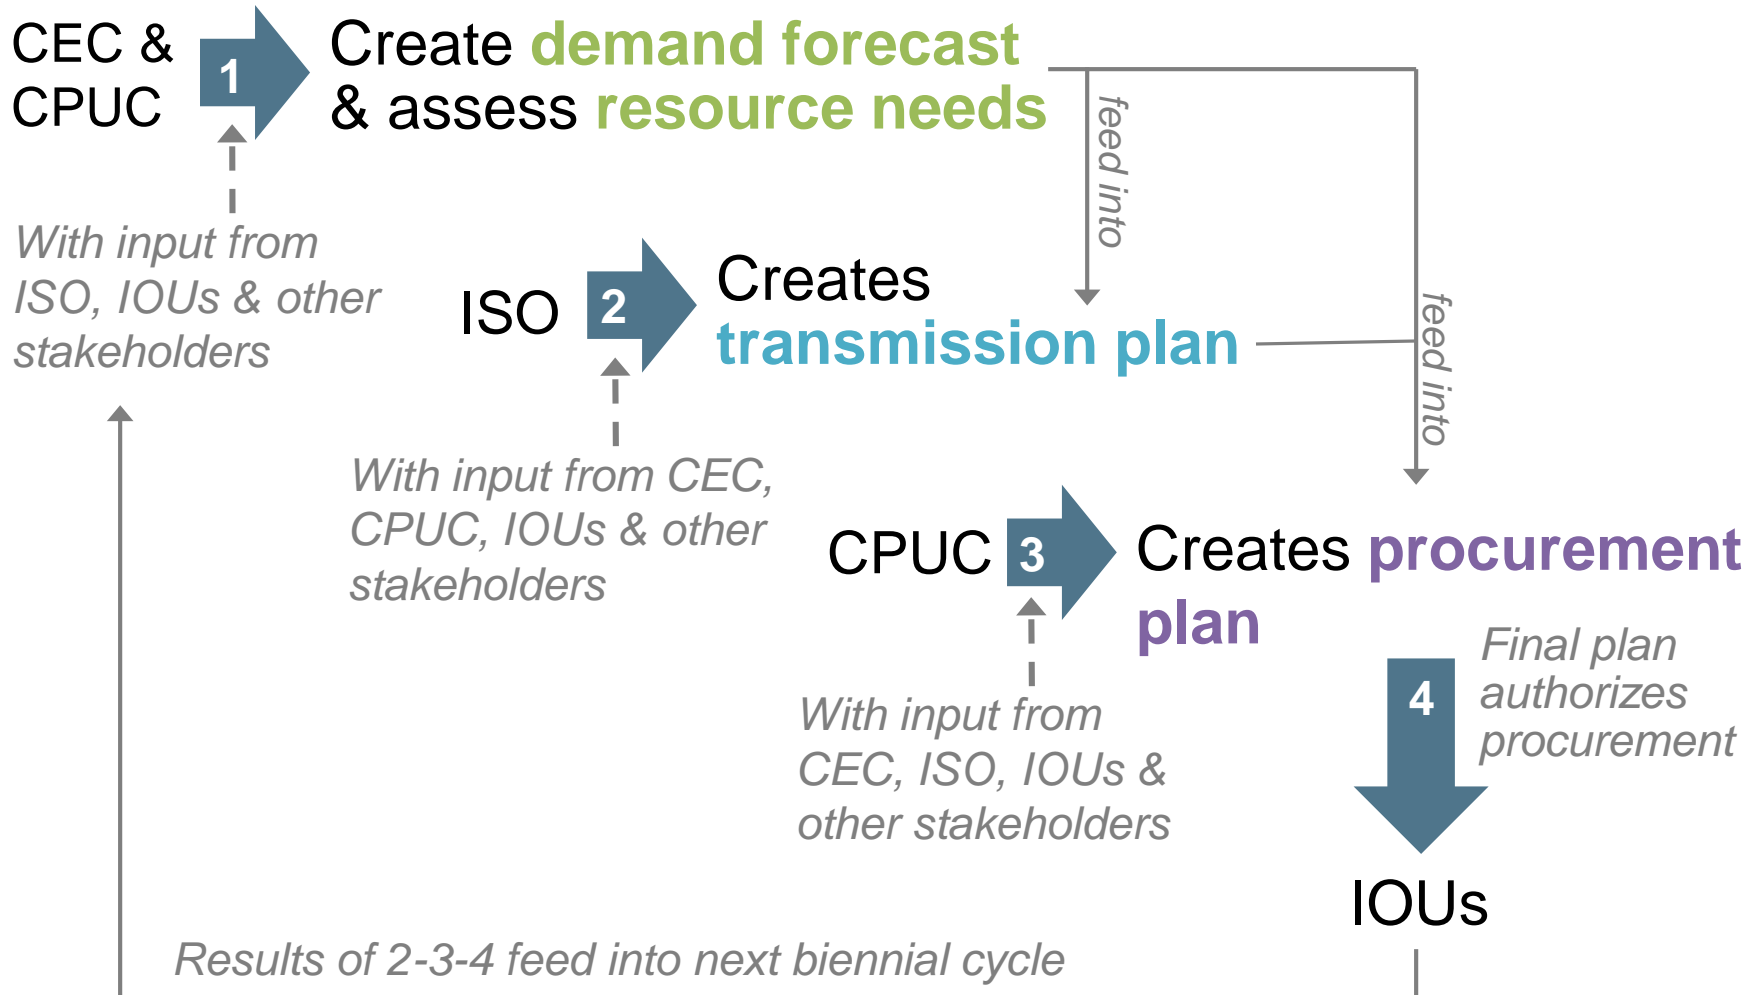 CEC &
CPUC
1
Create demand forecast
& assess resource needs
feed into
With input from
ISO, IOUs & other
stakeholders
ISO
2
Creates
transmission plan
feed into
With input from CEC,
CPUC, IOUs & other
stakeholders
CPUC
3
Creates procurement
plan
With input from
CEC, ISO, IOUs &
other stakeholders
4
Final plan
authorizes
procurement
IOUs
Results of 2-3-4 feed into next biennial cycle